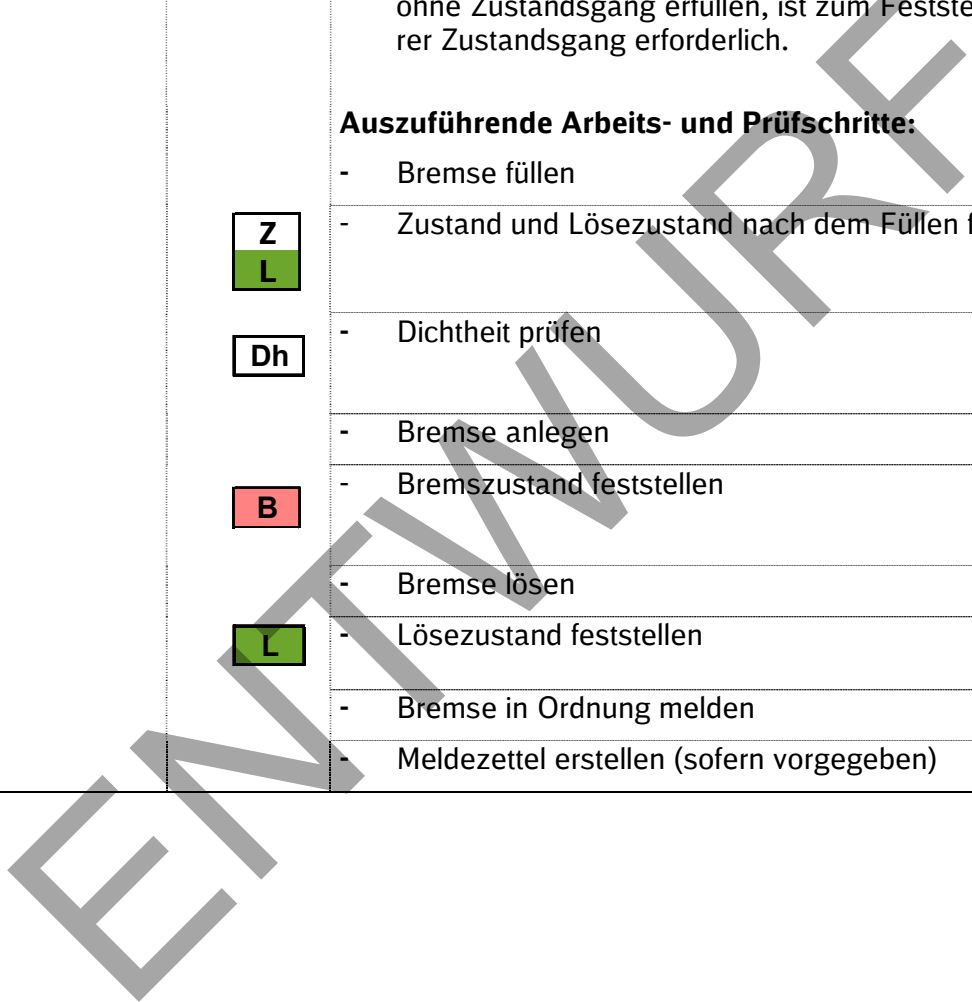 ohne Zustandsgang erfüllen, ist zum
rer Zustandsgang erforderlich.
Auszuführende Arbeits- und Prüfschritte:
- Bremse füllen
Z
L
- Zustand und Lösezustand nach dem Füllen
Dh
- Dichtheit prüfen
- Bremse anlegen
B
- Bremszustand feststellen
- Bremse lösen
L
- Lösezustand feststellen
- Bremse in Ordnung melden
- Meldezettel erstellen (sofern vorgegeben)
ENTWURF